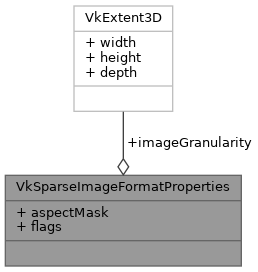 VkExtent3D
+ width
+ height
+ depth
+imageGranularity
VkSparseImageFormatProperties
+ aspectMask
+ flags